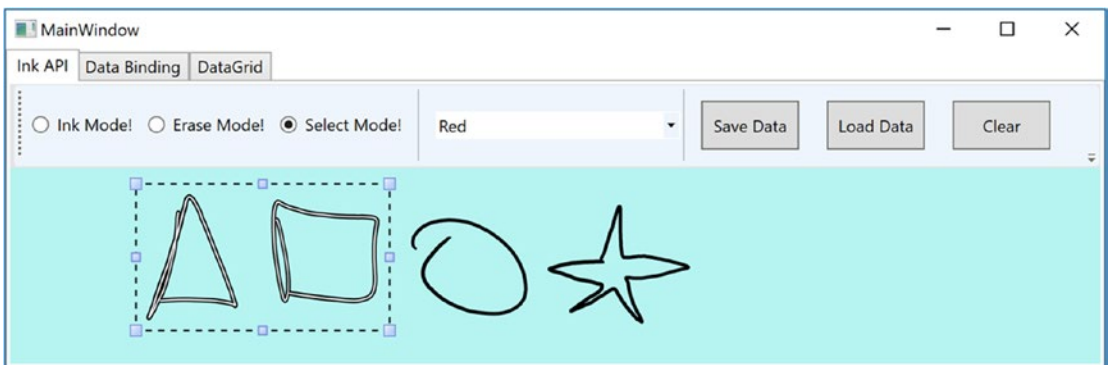 MainWindow
Ink API Data Binding DataGrid
Ink Mode! Erase Mode! Select Mode! Red Save Data Load Data Clear